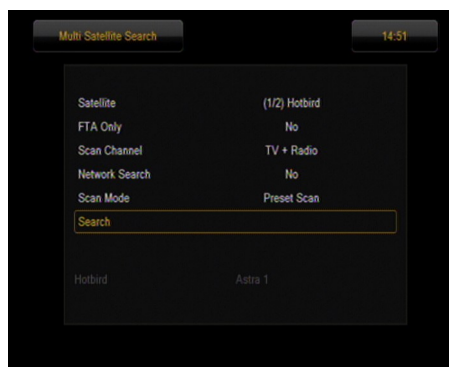 Multi Satellite Search 14:51
Satellite (1/2) Hotbird
FTA Only No
Scan Channel TV + Radio
Network Search No
Scan Mode Preset Scan
Search
Hotbird Astra 1